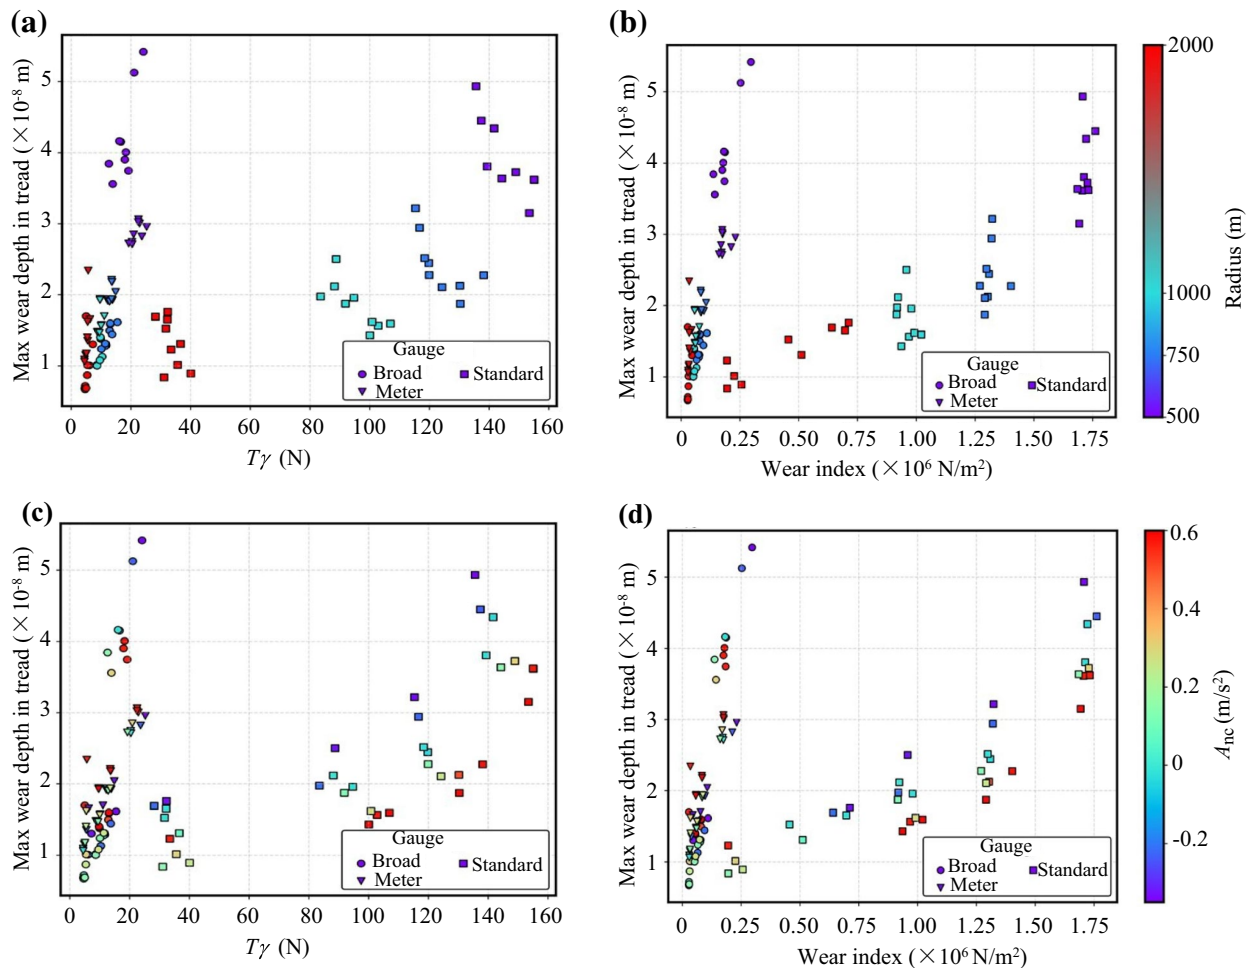 (a)
Max wear depth in tread (×10⁻⁸ m)
5
4
3
2
1
0 20 40 60 80 100 120 140 160
Tγ (N)
Gauge
Broad Standard
Meter
(b)
Max wear depth in tread (×10⁻⁸ m)
5
4
3
2
1
0 0.25 0.50 0.75 1.00 1.25 1.50 1.75
Wear index (×10⁶ N/m²)
Gauge
Broad Standard
Meter
2000
1000
750
500
Radius (m)
(c)
Max wear depth in tread (×10⁻⁸ m)
5
4
3
2
1
0 20 40 60 80 100 120 140 160
Tγ (N)
Gauge
Broad Standard
Meter
(d)
Max wear depth in tread (×10⁻⁸ m)
5
4
3
2
1
0 0.25 0.50 0.75 1.00 1.25 1.50 1.75
Wear index (×10⁶ N/m²)
Gauge
Broad Standard
Meter
0.6
0.4
0.2
0
-0.2
Anc (m/s²)